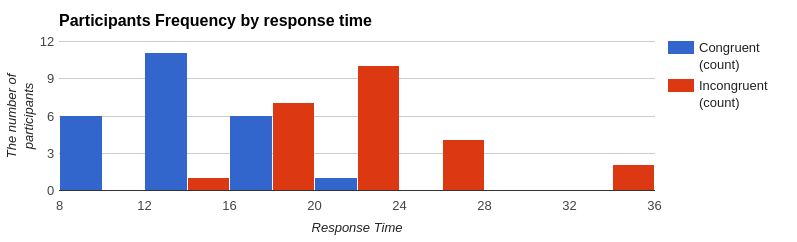 Participants Frequency by response time
The number of
participants
12
9
6
3
0
8
12
16
20
24
28
32
36
Response Time
Congruent
(count)
Incongruent
(count)